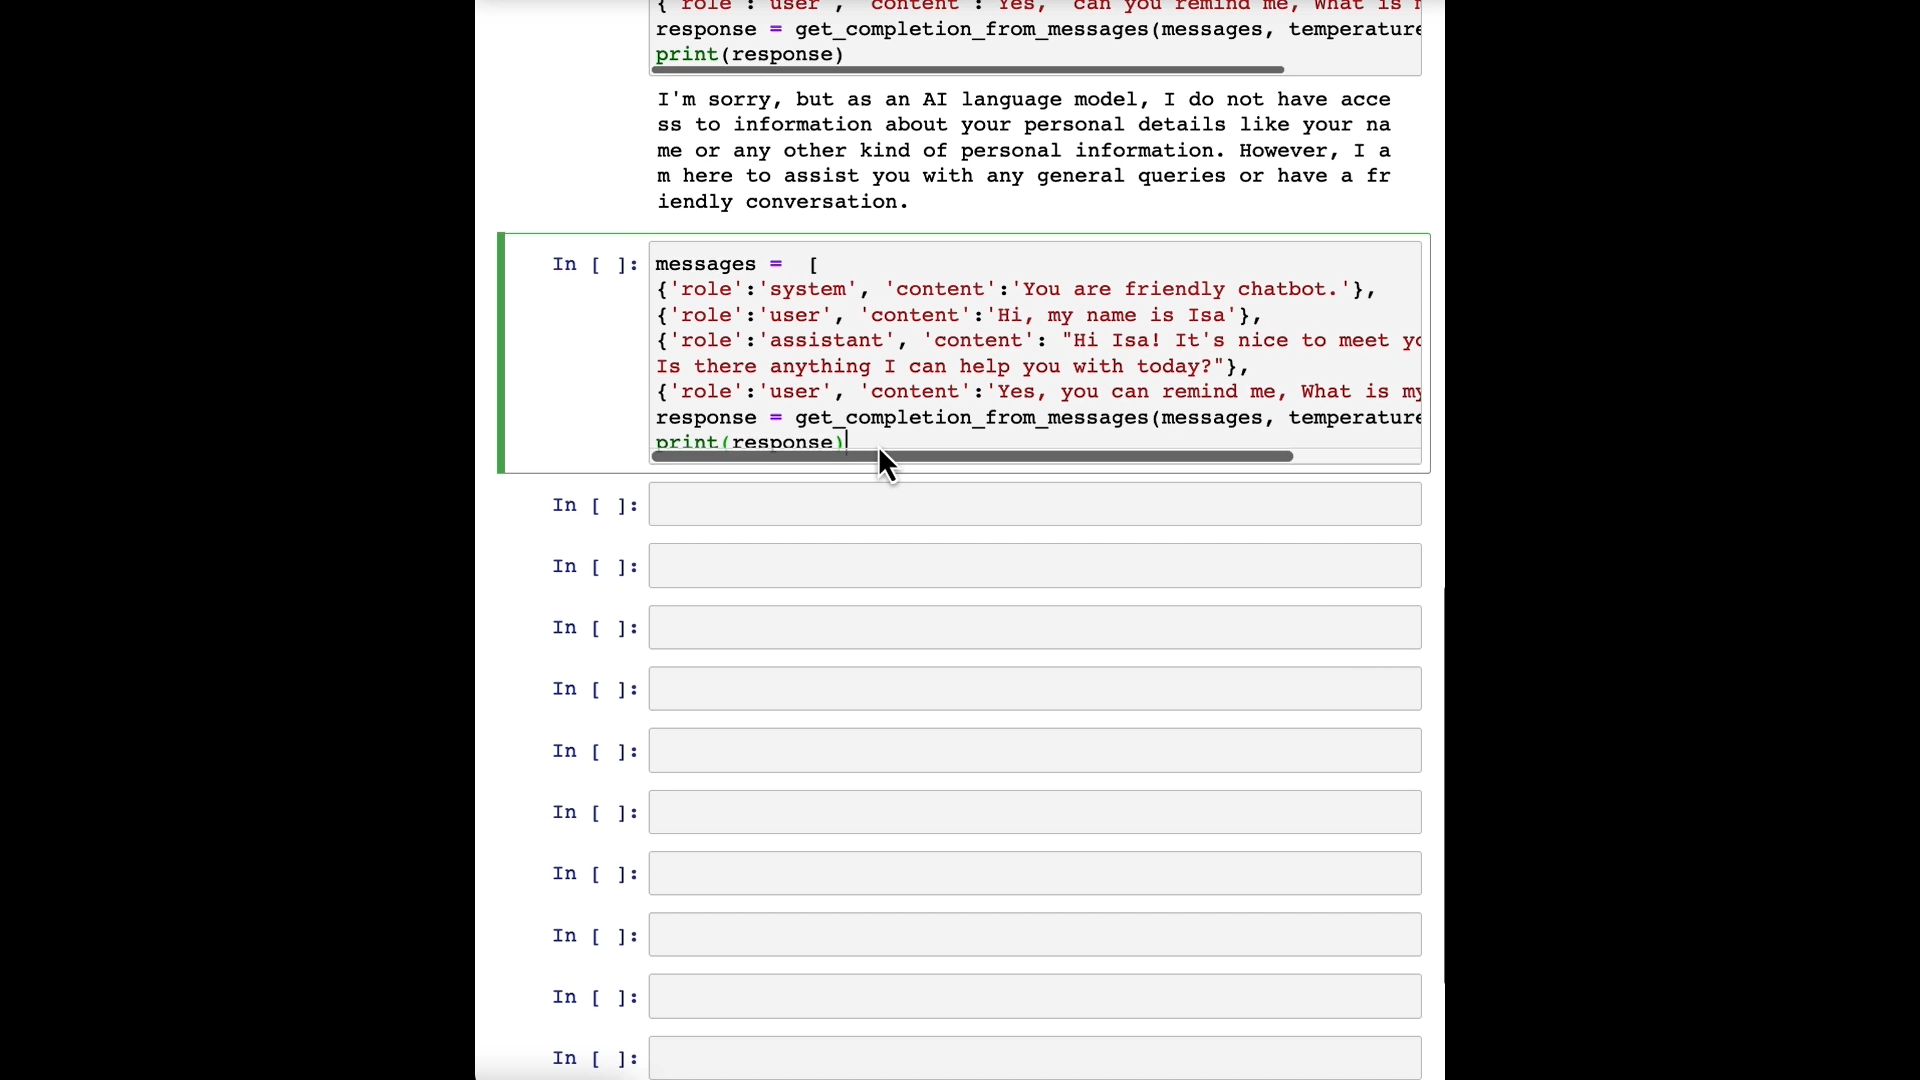 {'role':'user', 'content':'Yes, can you remind me, What is
response = get_completion_from_messages(messages, temperature
print(response)
I'm sorry, but as an AI language model, I do not have acce
ss to information about your personal details like your na
me or any other kind of personal information. However, I a
m here to assist you with any general queries or have a fr
iendly conversation.
In [ ]:
messages =  [
{'role':'system', 'content':'You are friendly chatbot.'},
{'role':'user', 'content':'Hi, my name is Isa'},
{'role':'assistant', 'content': "Hi Isa! It's nice to meet yo
Is there anything I can help you with today?"},
{'role':'user', 'content':'Yes, you can remind me, What is my
response = get_completion_from_messages(messages, temperature
print(response)
In [ ]:
In [ ]:
In [ ]:
In [ ]:
In [ ]:
In [ ]:
In [ ]:
In [ ]:
In [ ]:
In [ ]: